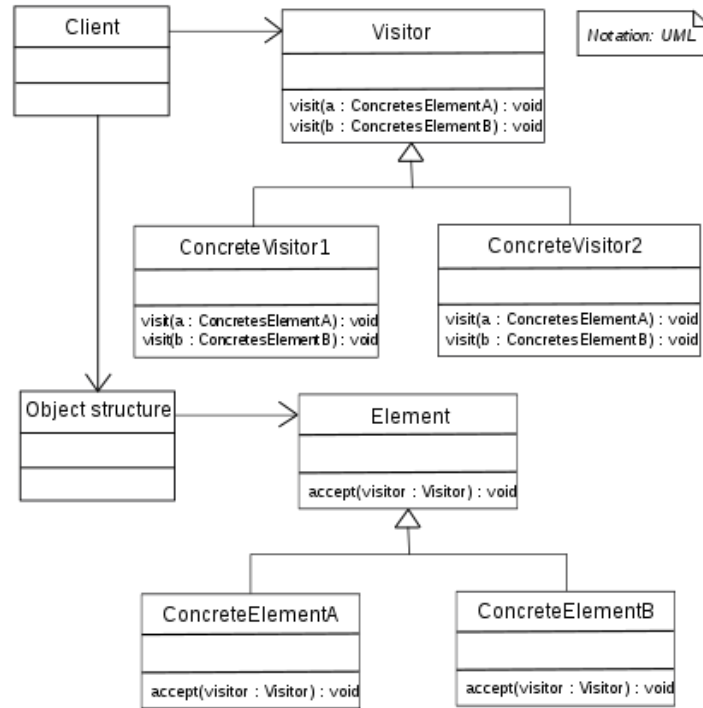 Client
Visitor
Notation: UML
visit(a : ConcretesElementA) : void
visit(b : ConcretesElementB) : void
ConcreteVisitor1
ConcreteVisitor2
visit(a : ConcretesElementA) : void
visit(b : ConcretesElementB) : void
visit(a : ConcretesElementA) : void
visit(b : ConcretesElementB) : void
Object structure
Element
accept(visitor : Visitor) : void
ConcreteElementA
ConcreteElementB
accept(visitor : Visitor) : void
accept(visitor : Visitor) : void